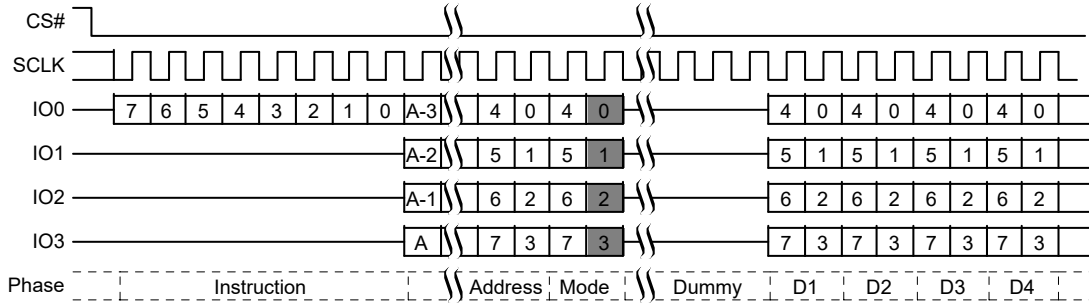 CS#
SCLK
IO0 7 6 5 4 3 2 1 0 A-3 4 0 4 0 4 0 4 0 4 0 4 0
IO1 A-2 5 1 5 1 5 1 5 1 5 1 5 1
IO2 A-1 6 2 6 2 6 2 6 2 6 2 6 2
IO3 A 7 3 7 3 7 3 7 3 7 3 7 3
Phase Instruction Address Mode Dummy D1 D2 D3 D4